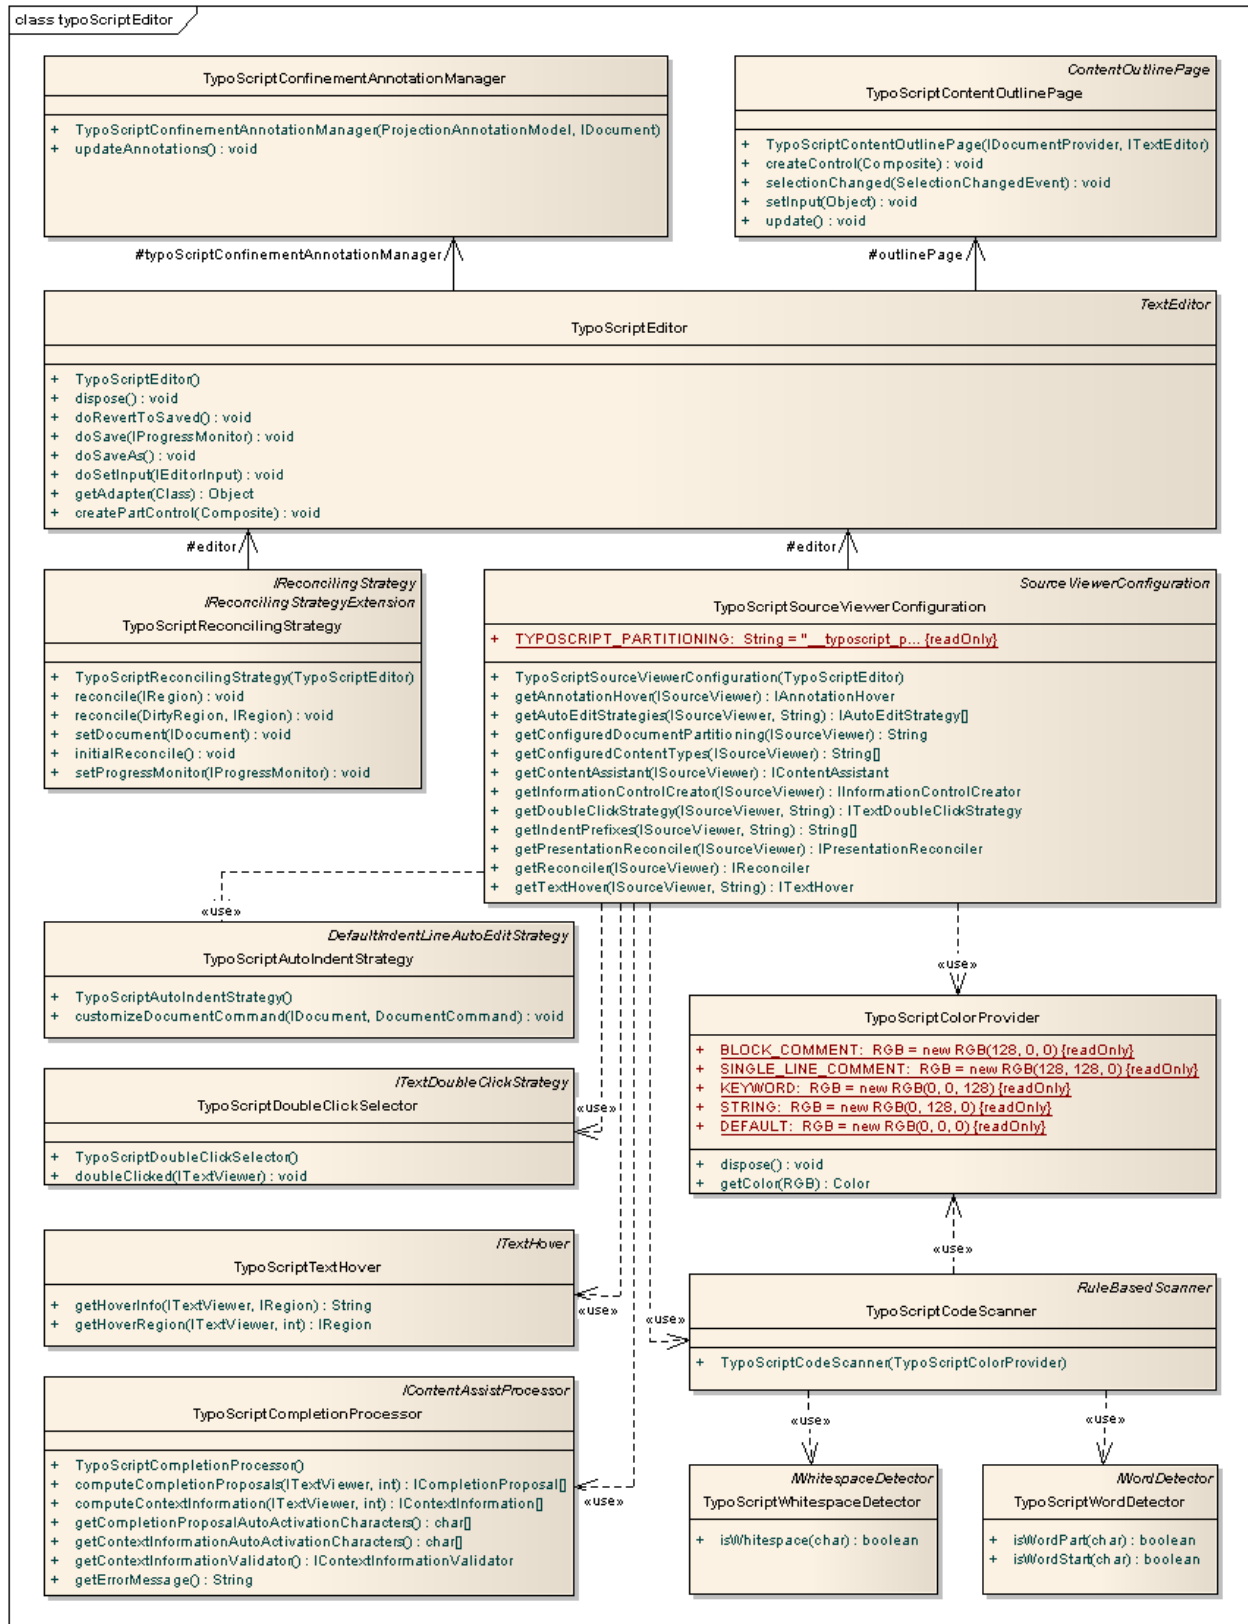 class typoScriptEditor
TypoScriptConfinementAnnotationManager
+ TypoScriptConfinementAnnotationManager(ProjectionAnnotationModel, IDocument)
+ updateAnnotations() : void
ContentOutlinePage
TypoScriptContentOutlinePage
+ TypoScriptContentOutlinePage(IDocumentProvider, ITextEditor)
+ createControl(Composite) : void
+ selectionChanged(SelectionChangedEvent) : void
+ setInput(Object) : void
+ update() : void
#typoScriptConfinementAnnotationManager
#outlinePage
TextEditor
TypoScriptEditor
+ TypoScriptEditor()
+ dispose() : void
+ doRevertToSaved() : void
+ doSave(IProgressMonitor) : void
+ doSaveAs() : void
+ doSetInput(IEditorInput) : void
+ getAdapter(Class) : Object
+ createPartControl(Composite) : void
#editor
#editor
IReconcilingStrategy
IReconcilingStrategyExtension
TypoScriptReconcilingStrategy
+ TypoScriptReconcilingStrategy(TypoScriptEditor)
+ reconcile(IRegion) : void
+ reconcile(DirtyRegion, IRegion) : void
+ setDocument(IDocument) : void
+ initialReconcile() : void
+ setProgressMonitor(IProgressMonitor) : void
SourceViewerConfiguration
TypoScriptSourceViewerConfiguration
+ TYPOSCRIPT_PARTITIONING: String = "__typoscript_p... {readOnly}
+ TypoScriptSourceViewerConfiguration(TypoScriptEditor)
+ getAnnotationHover(ISourceViewer) : IAnnotationHover
+ getAutoEditStrategies(ISourceViewer, String) : IAutoEditStrategy[]
+ getConfiguredDocumentPartitioning(ISourceViewer) : String
+ getConfiguredContentTypes(ISourceViewer) : String[]
+ getContentAssistant(ISourceViewer) : IContentAssistant
+ getInformationControlCreator(ISourceViewer) : IInformationControlCreator
+ getDoubleClickStrategy(ISourceViewer, String) : ITextDoubleClickStrategy
+ getIndentPrefixes(ISourceViewer, String) : String[]
+ getPresentationReconciler(ISourceViewer) : IPresentationReconciler
+ getReconciler(ISourceViewer) : IReconciler
+ getTextHover(ISourceViewer, String) : ITextHover
«use»
DefaultIndentLineAutoEditStrategy
TypoScriptAutoIndentStrategy
+ TypoScriptAutoIndentStrategy()
+ customizeDocumentCommand(IDocument, DocumentCommand) : void
«use»
TypoScriptColorProvider
+ BLOCK_COMMENT: RGB = new RGB(128, 0, 0) {readOnly}
+ SINGLE_LINE_COMMENT: RGB = new RGB(128, 128, 0) {readOnly}
+ KEYWORD: RGB = new RGB(0, 0, 128) {readOnly}
+ STRING: RGB = new RGB(0, 128, 0) {readOnly}
+ DEFAULT: RGB = new RGB(0, 0, 0) {readOnly}
+ dispose() : void
+ getColor(RGB) : Color
ITextDoubleClickStrategy
TypoScriptDoubleClickSelector
+ TypoScriptDoubleClickSelector()
+ doubleClicked(ITextViewer) : void
«use»
ITextHover
TypoScriptTextHover
+ getHoverInfo(ITextViewer, IRegion) : String
+ getHoverRegion(ITextViewer, int) : IRegion
«use»
«use»
«use»
RuleBasedScanner
TypoScriptCodeScanner
+ TypoScriptCodeScanner(TypoScriptColorProvider)
IContentAssistProcessor
TypoScriptCompletionProcessor
+ TypoScriptCompletionProcessor()
+ computeCompletionProposals(ITextViewer, int) : ICompletionProposal[]
+ computeContextInformation(ITextViewer, int) : IContextInformation[]
+ getCompletionProposalAutoActivationCharacters() : char[]
+ getContextInformationAutoActivationCharacters() : char[]
+ getContextInformationValidator() : IContextInformationValidator
+ getErrorMessage() : String
«use»
«use»
«use»
IWhitespaceDetector
TypoScriptWhitespaceDetector
+ isWhitespace(char) : boolean
IWordDetector
TypoScriptWordDetector
+ isWordPart(char) : boolean
+ isWordStart(char) : boolean